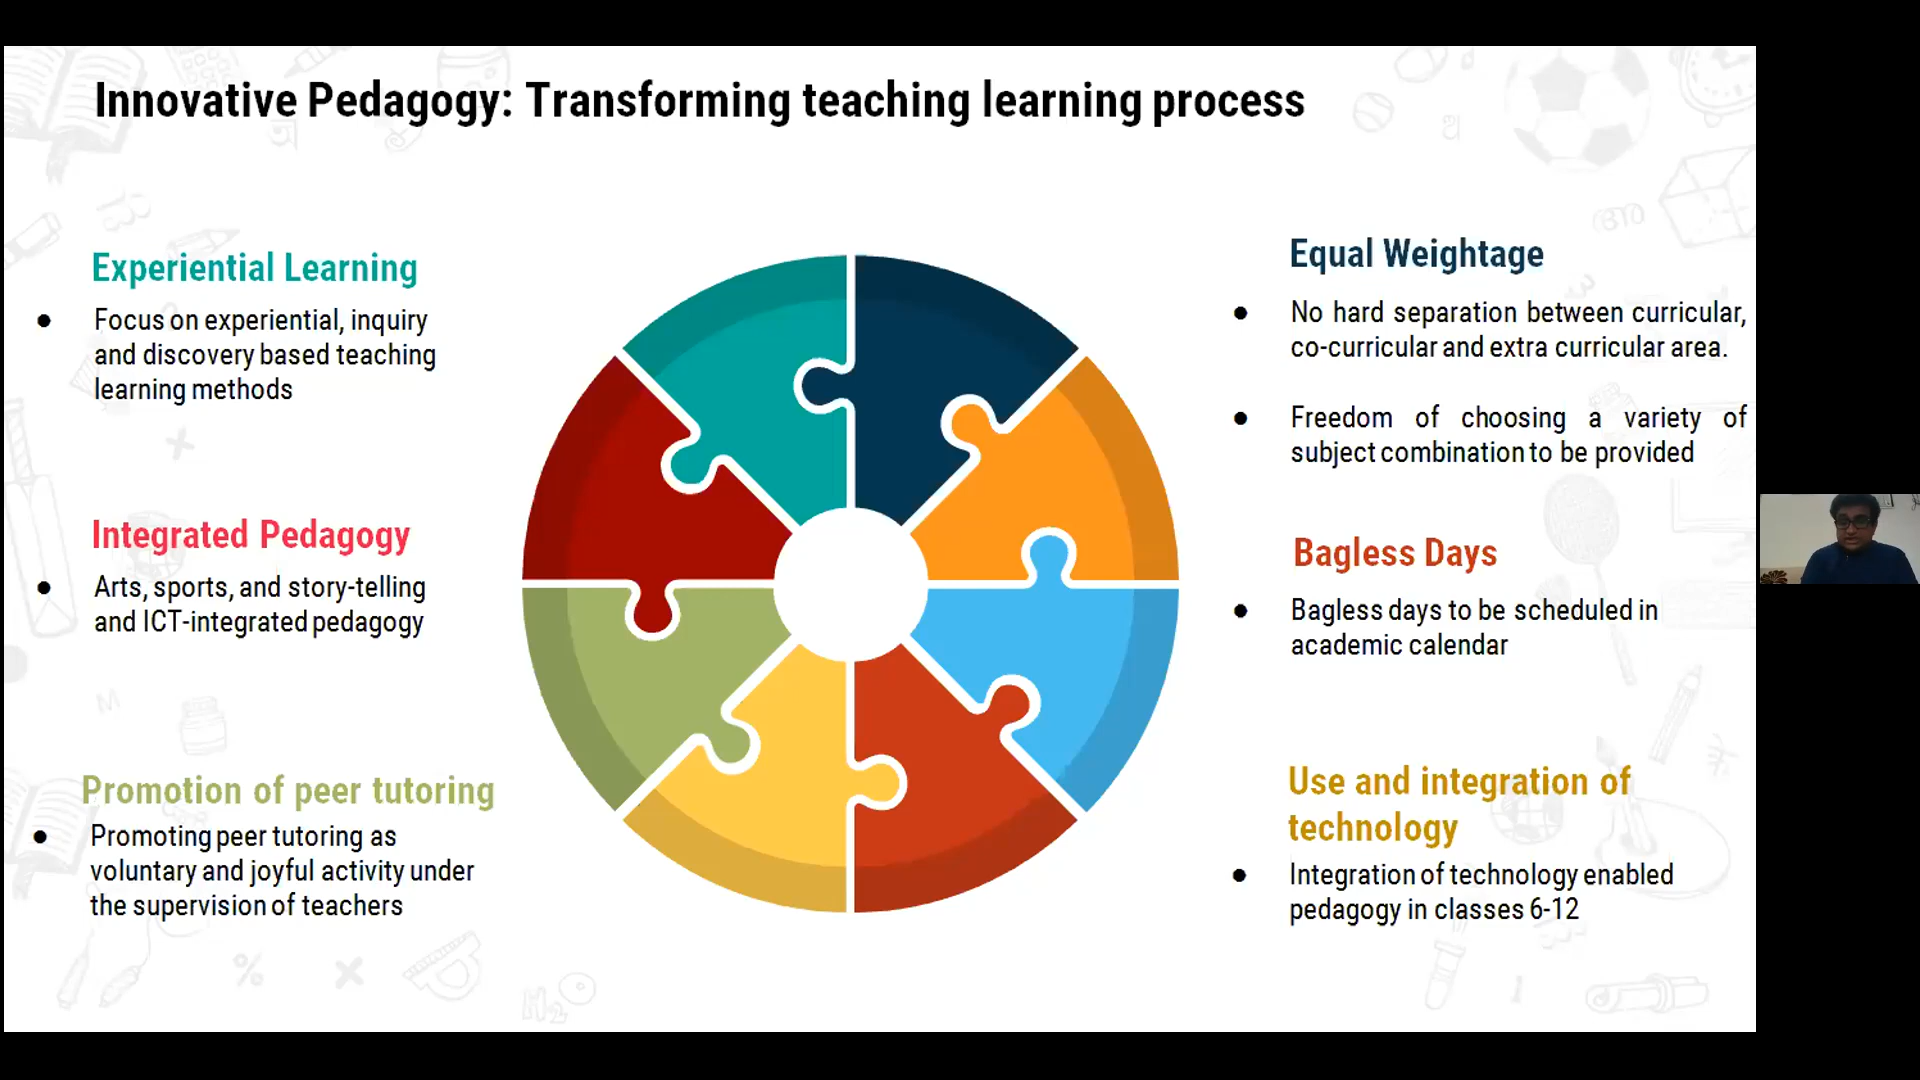 Innovative Pedagogy: Transforming teaching learning process
Experiential Learning
● Focus on experiential, inquiry
and discovery based teaching
learning methods
Integrated Pedagogy
● Arts, sports, and story-telling
and ICT-integrated pedagogy
Promotion of peer tutoring
● Promoting peer tutoring as
voluntary and joyful activity under
the supervision of teachers
Equal Weightage
● No hard separation between curricular,
co-curricular and extra curricular area.
● Freedom of choosing a variety of
subject combination to be provided
Bagless Days
● Bagless days to be scheduled in
academic calendar
Use and integration of
technology
● Integration of technology enabled
pedagogy in classes 6-12
H₂O